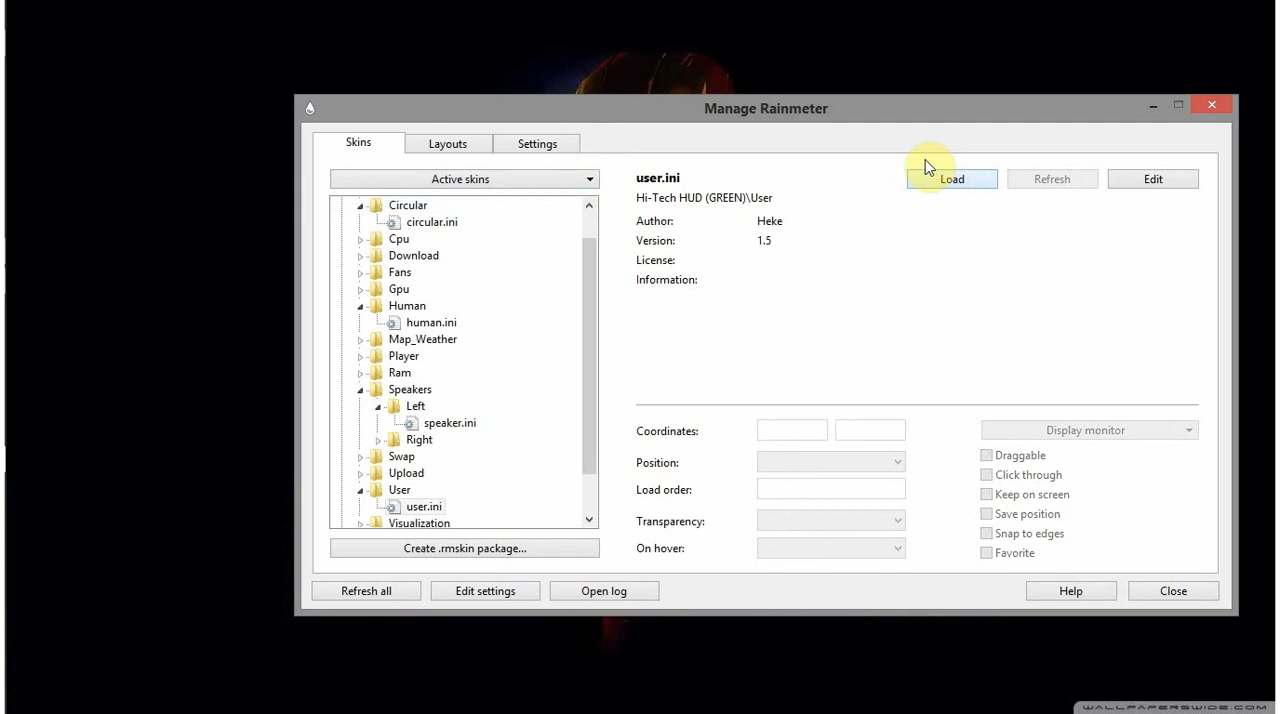 Manage Rainmeter
Skins
Layouts
Settings
Active skins
Circular
circular.ini
Cpu
Download
Fans
Gpu
Human
human.ini
Map_Weather
Player
Ram
Speakers
Left
speaker.ini
Right
Swap
Upload
User
user.ini
Visualization
Create .rmskin package...
user.ini
Load
Refresh
Edit
Hi-Tech HUD (GREEN)\User
Author: Heke
Version: 1.5
License:
Information:
Coordinates:
Display monitor
Position:
Load order:
Transparency:
On hover:
Draggable
Click through
Keep on screen
Save position
Snap to edges
Favorite
Refresh all
Edit settings
Open log
Help
Close
WALLPAPERSWIDE.COM